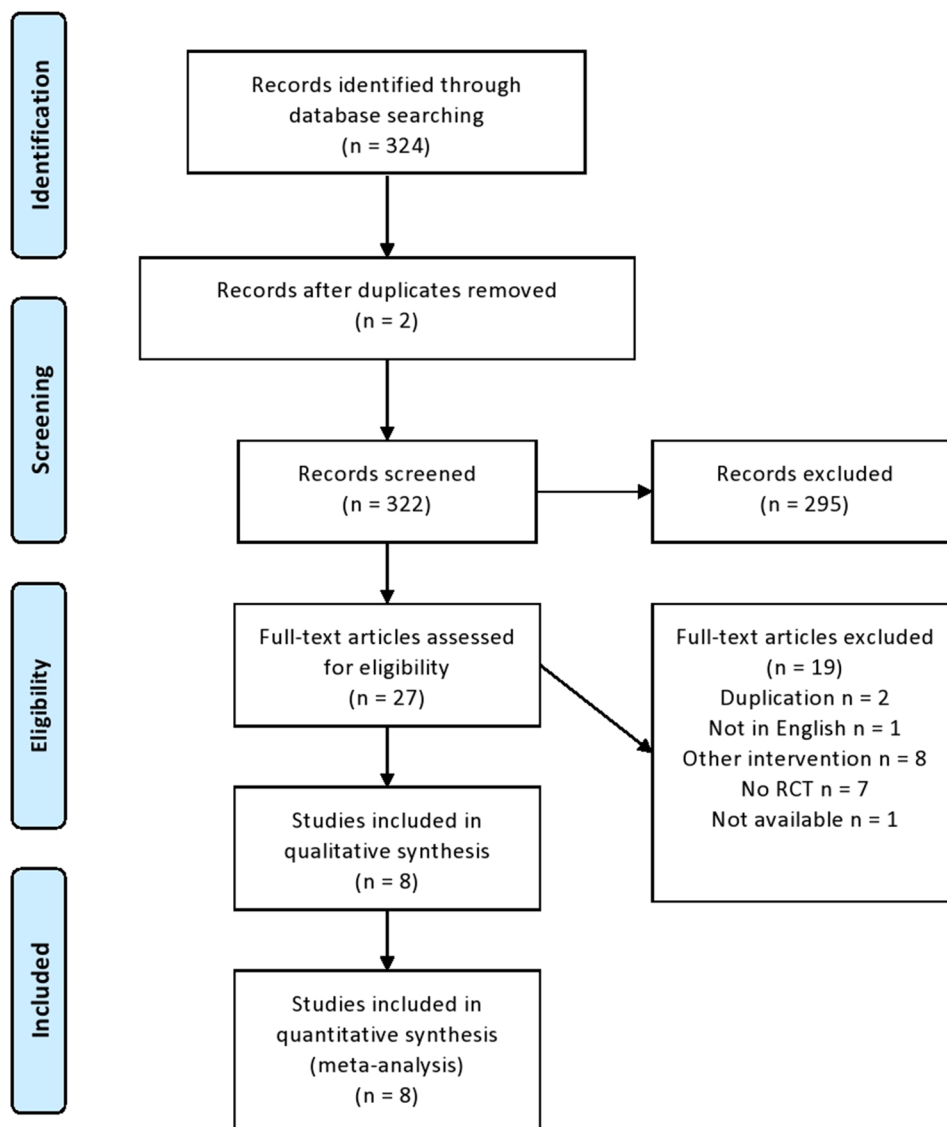 Identification
Records identified through
database searching
(n = 324)
Records after duplicates removed
(n = 2)
Screening
Records screened
(n = 322)
Records excluded
(n = 295)
Eligibility
Full-text articles assessed
for eligibility
(n = 27)
Full-text articles excluded
(n = 19)
Duplication n = 2
Not in English n = 1
Other intervention n = 8
No RCT n = 7
Not available n = 1
Studies included in
qualitative synthesis
(n = 8)
Included
Studies included in
quantitative synthesis
(meta-analysis)
(n = 8)